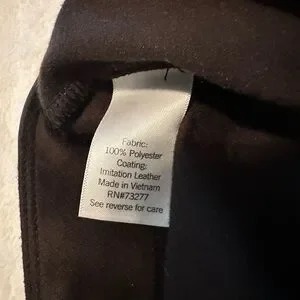 Fabric:
100% Polyester
Coating:
Imitation Leather
Made in Vietnam
RN#73277
See reverse for care